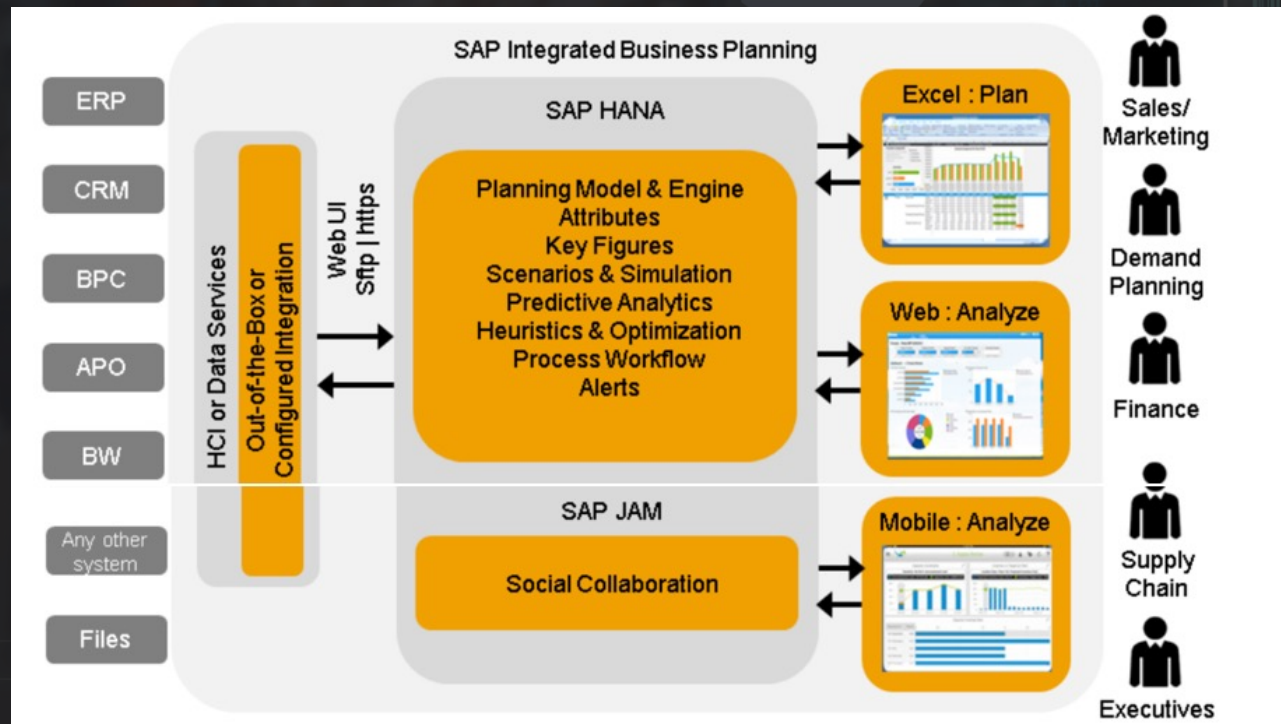 SAP Integrated Business Planning
ERP
CRM
BPC
APO
BW
Any other
system
Files
HCI or Data Services
Out-of-the-Box or
Configured Integration
Web UI
Sftp | https
SAP HANA
Planning Model & Engine
Attributes
Key Figures
Scenarios & Simulation
Predictive Analytics
Heuristics & Optimization
Process Workflow
Alerts
SAP JAM
Social Collaboration
Excel : Plan
Web : Analyze
Mobile : Analyze
Sales/
Marketing
Demand
Planning
Finance
Supply
Chain
Executives